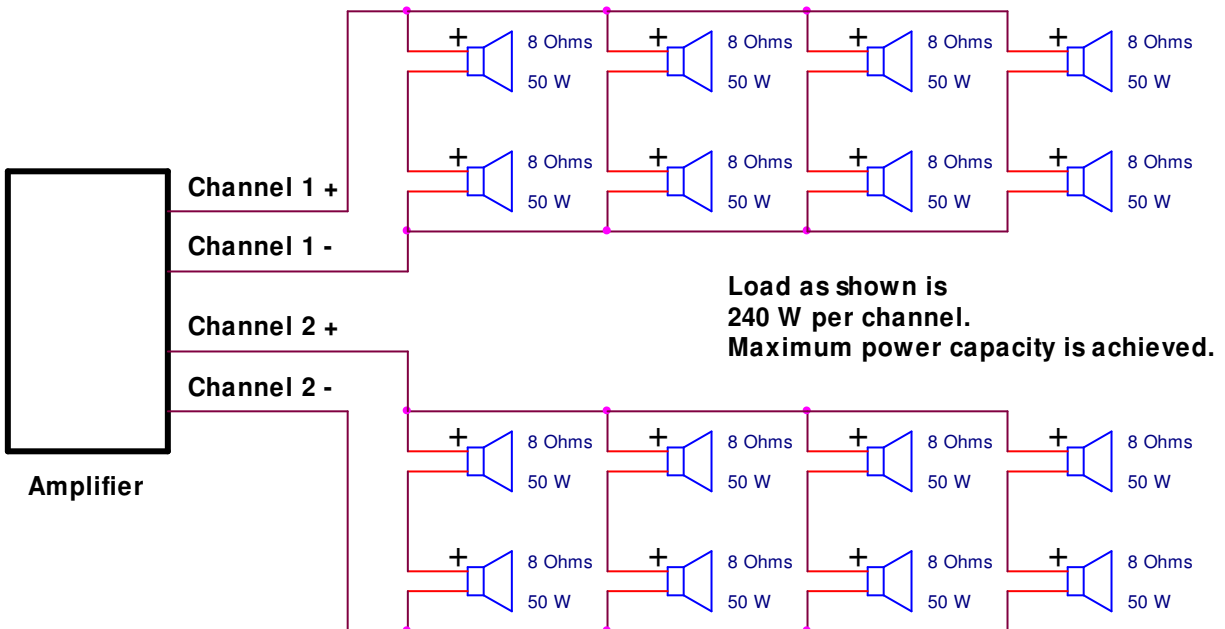 + 8 Ohms + 8 Ohms + 8 Ohms + 8 Ohms
50 W 50 W 50 W 50 W
+ 8 Ohms + 8 Ohms + 8 Ohms + 8 Ohms
50 W 50 W 50 W 50 W
Channel 1 +
Channel 1 -
Load as shown is
240 W per channel.
Maximum power capacity is achieved.
Channel 2 +
Channel 2 -
Amplifier
+ 8 Ohms + 8 Ohms + 8 Ohms + 8 Ohms
50 W 50 W 50 W 50 W
+ 8 Ohms + 8 Ohms + 8 Ohms + 8 Ohms
50 W 50 W 50 W 50 W